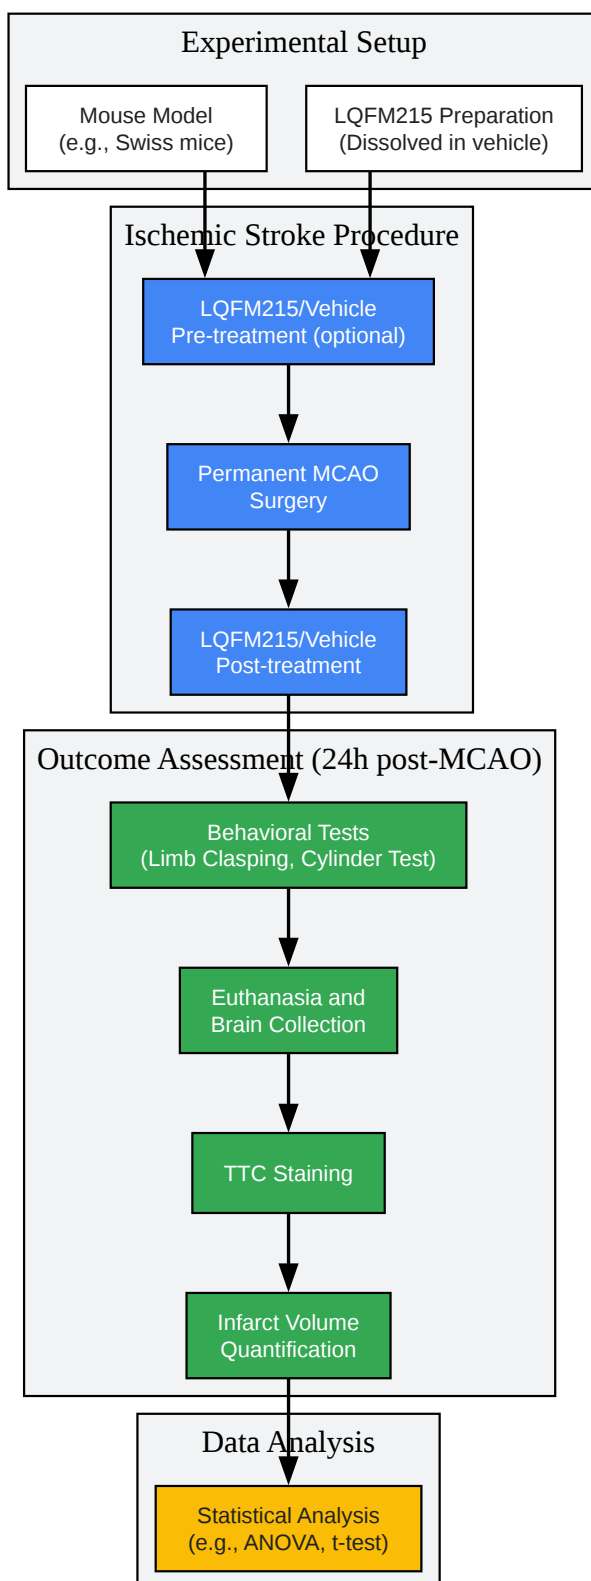 Experimental Setup
Mouse Model
(e.g., Swiss mice)
LQFM215 Preparation
(Dissolved in vehicle)
Ischemic Stroke Procedure
LQFM215/Vehicle
Pre-treatment (optional)
Permanent MCAO
Surgery
LQFM215/Vehicle
Post-treatment
Outcome Assessment (24h post-MCAO)
Behavioral Tests
(Limb Clasping, Cylinder Test)
Euthanasia and
Brain Collection
TTC Staining
Infarct Volume
Quantification
Data Analysis
Statistical Analysis
(e.g., ANOVA, t-test)